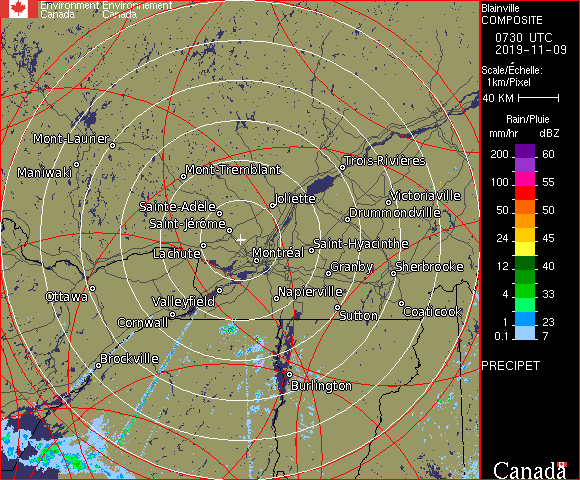 Environment Environnement
Canada Canada
Blainville
COMPOSITE
0730 UTC
2019-11-09
Scale/Échelle:
1km/Pixel
40 KM
Rain/Pluie
mm/hr dBZ
200 60
100 55
50 50
24 45
12 40
4 33
1 23
0.1 7
PRECIPET
Mont-Laurier
Maniwaki
Mont-Tremblant
Trois-Rivières
Joliette
Victoriaville
Sainte-Adèle
Drummondville
Saint-Jérôme
Lachute
Montréal
Saint-Hyacinthe
Granby
Sherbrooke
Ottawa
Valleyfield
Napierville
Cornwall
Sutton
Coaticook
Brockville
Burlington
Canada